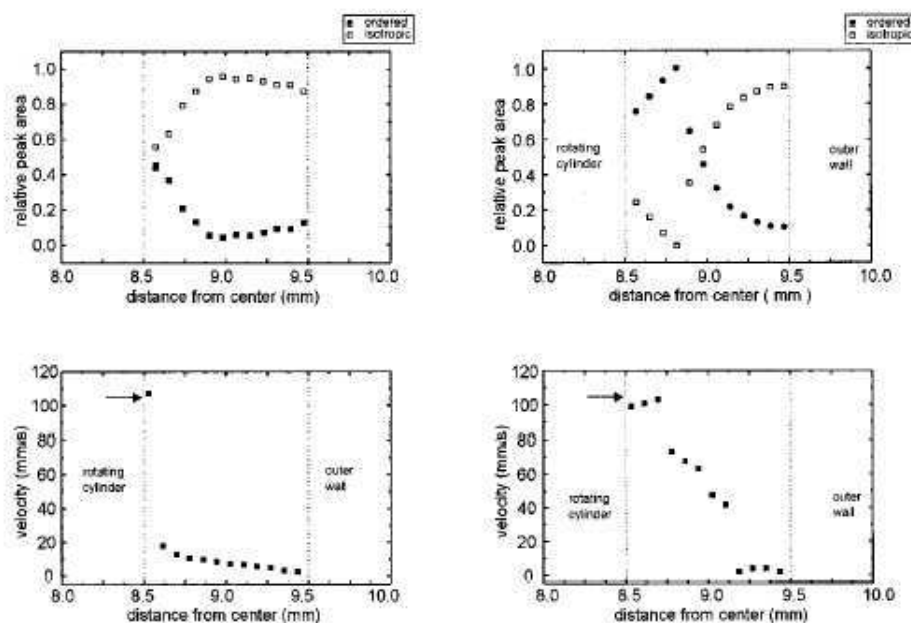 ordered
isotropic
relative peak area
1.0
0.8
0.6
0.4
0.2
0.0
8.0
8.5
9.0
9.5
10.0
distance from center (mm)
ordered
isotropic
relative peak area
1.0
0.8
0.6
0.4
0.2
0.0
rotating
cylinder
outer
wall
8.0
8.5
9.0
9.5
10.0
distance from center ( mm )
velocity (mm/s)
120
100
80
60
40
20
0
rotating
cylinder
outer
wall
8.0
8.5
9.0
9.5
10.0
distance from center (mm)
velocity (mm/s)
120
100
80
60
40
20
0
rotating
cylinder
outer
wall
8.0
8.5
9.0
9.5
10.0
distance from center (mm)